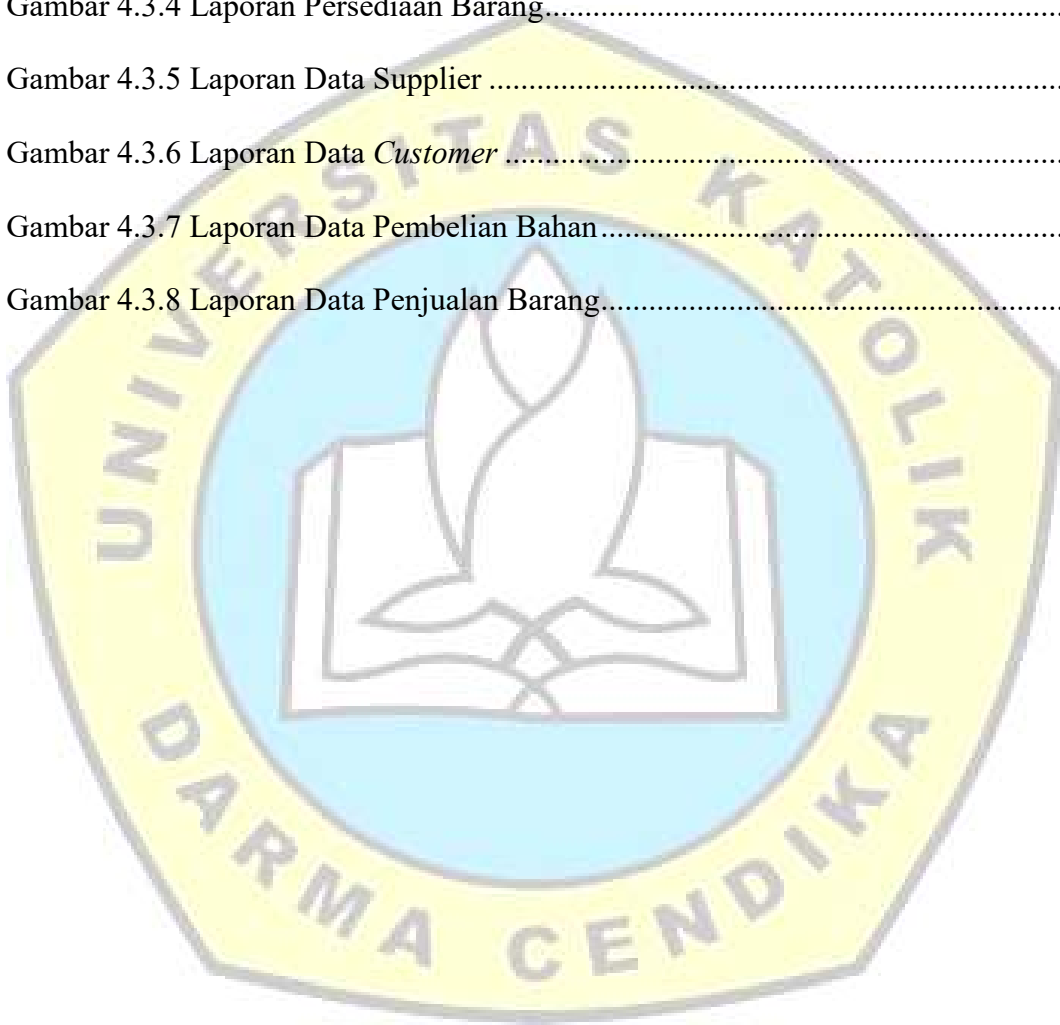 Gambar 4.3.4 Laporan Persediaan Barang....................................................................
Gambar 4.3.5 Laporan Data Supplier ..........................................................................
Gambar 4.3.6 Laporan Data Customer ........................................................................
Gambar 4.3.7 Laporan Data Pembelian Bahan............................................................
Gambar 4.3.8 Laporan Data Penjualan Barang............................................................
UNIVERSITAS KATOLIK
DARMA CENDIKA